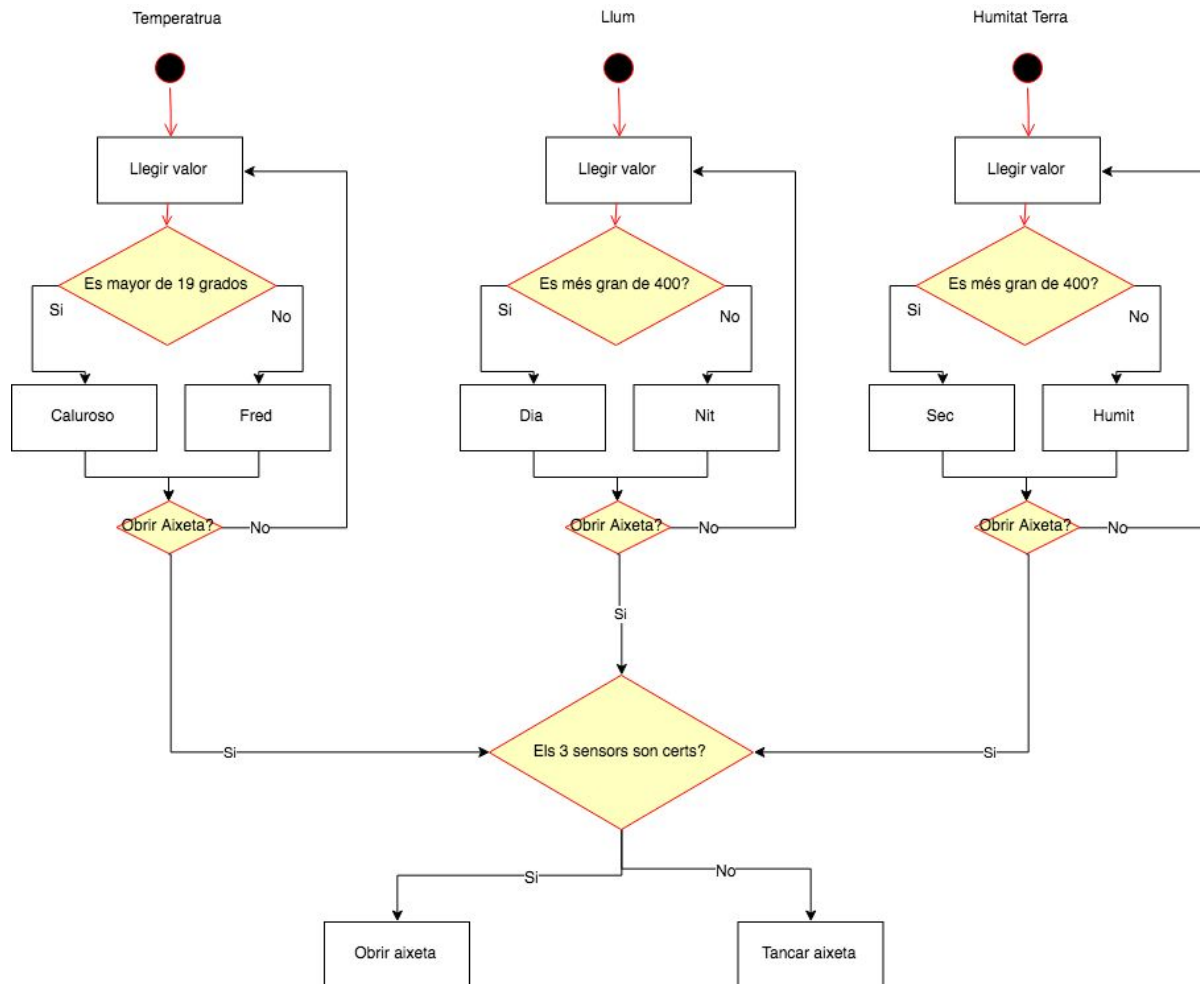 Temperatrua
Llum
Humitat Terra
Llegir valor
Llegir valor
Llegir valor
Es mayor de 19 grados
Es més gran de 400?
Es més gran de 400?
Si
No
Si
No
Si
No
Caluroso
Fred
Dia
Nit
Sec
Humit
Obrir Aixeta?
No
Obrir Aixeta?
No
Obrir Aixeta?
No
Si
Si
Els 3 sensors son certs?
Si
Si
No
Obrir aixeta
Tancar aixeta